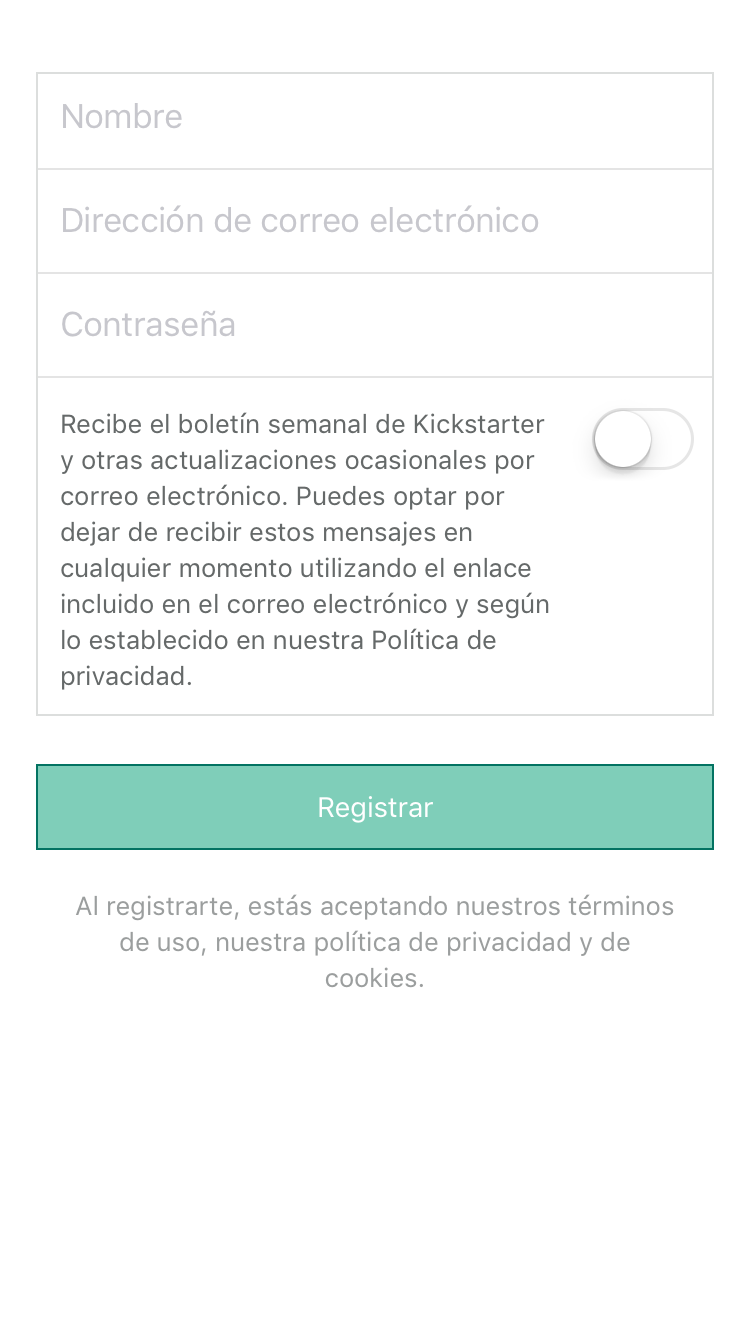 Nombre
Dirección de correo electrónico
Contraseña
Recibe el boletín semanal de Kickstarter
y otras actualizaciones ocasionales por
correo electrónico. Puedes optar por
dejar de recibir estos mensajes en
cualquier momento utilizando el enlace
incluido en el correo electrónico y según
lo establecido en nuestra Política de
privacidad.
Registrar
Al registrarte, estás aceptando nuestros términos
de uso, nuestra política de privacidad y de
cookies.